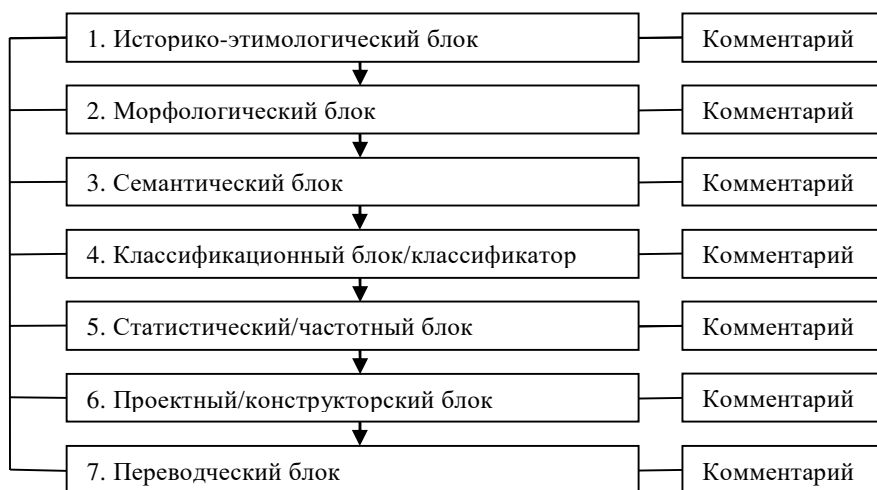 1. Историко-этимологический блок Комментарий
2. Морфологический блок Комментарий
3. Семантический блок Комментарий
4. Классификационный блок/классификатор Комментарий
5. Статистический/частотный блок Комментарий
6. Проектный/конструкторский блок Комментарий
7. Переводческий блок Комментарий